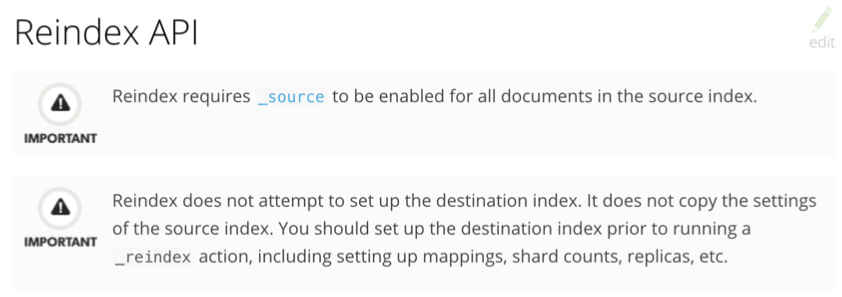 Reindex API
edit
Reindex requires _source to be enabled for all documents in the source index.
IMPORTANT
Reindex does not attempt to set up the destination index. It does not copy the settings
of the source index. You should set up the destination index prior to running a
IMPORTANT
_reindex action, including setting up mappings, shard counts, replicas, etc.